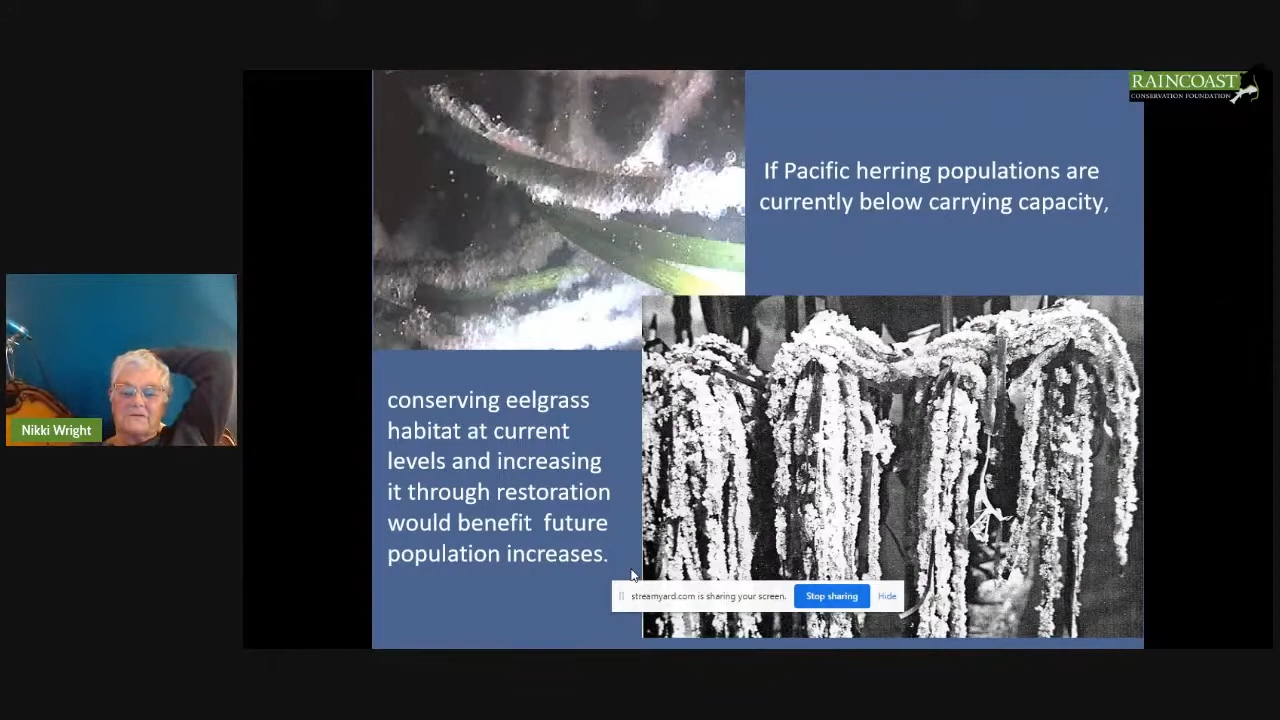 RAINCOAST
CONSERVATION FOUNDATION
If Pacific herring populations are
currently below carrying capacity,
conserving eelgrass
habitat at current
levels and increasing
it through restoration
would benefit future
population increases.
Nikki Wright
streamyard.com is sharing your screen. Stop sharing Hide